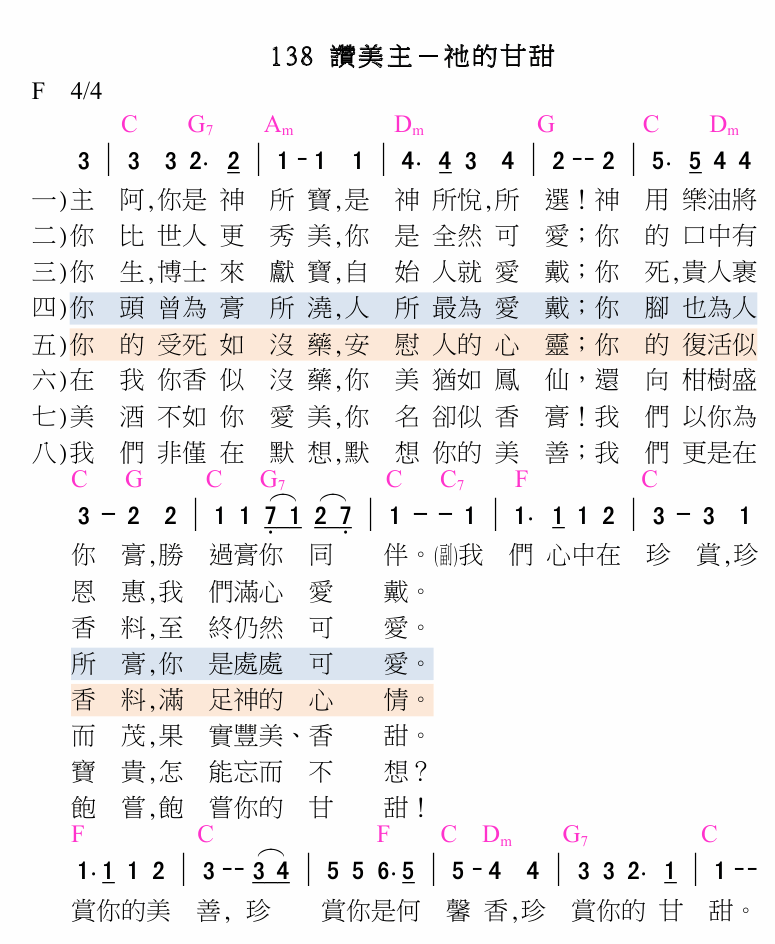 138 讚美主－祂的甘甜
F 4/4
C G7 Am Dm G C Dm
3 | 3 3 2. 2 | 1 - 1 1 | 4. 4 3 4 | 2 -- 2 | 5. 5 4 4
一)主 阿,你是 神 所 寶,是 神 所悅,所 選！神 用 樂油將
二)你 比 世人 更 秀 美,你 是 全然 可 愛；你 的 口中有
三)你 生,博士 來 獻 寶,自 始 人就 愛 戴；你 死,貴人裹
四)你 頭 曾為 膏 所 澆,人 所 最為 愛 戴；你 腳 也為人
五)你 的 受死 如 沒 藥,安 慰 人的 心 靈；你 的 復活似
六)在 我 你香 似 沒 藥,你 美 猶如 鳳 仙，還 向 柑樹盛
七)美 酒 不如 你 愛 美,你 名 卻似 香 膏！我 們 以你為
八)我 們 非僅 在 默 想,默 想 你的 美 善；我 們 更是在
C G C G7 C C7 F C
3 - 2 2 | 1 1 7 1 2 7 | 1 - - 1 | 1. 1 1 2 | 3 - 3 1
你 膏,勝 過膏你 同 伴。(副)我 們 心中在 珍 賞,珍
恩 惠,我 們滿心 愛 戴。
香 料,至 終仍然 可 愛。
所 膏,你 是處處 可 愛。
香 料,滿 足神的 心 情。
而 茂,果 實豐美、香 甜。
寶 貴,怎 能忘而 不 想？
飽 嘗,飽 嘗你的 甘 甜！
F C F C Dm G7 C
1. 1 1 2 | 3 -- 3 4 | 5 5 6. 5 | 5 - 4 4 | 3 3 2. 1 | 1 --
賞你的美 善, 珍 賞你是何 馨 香,珍 賞你的 甘 甜。